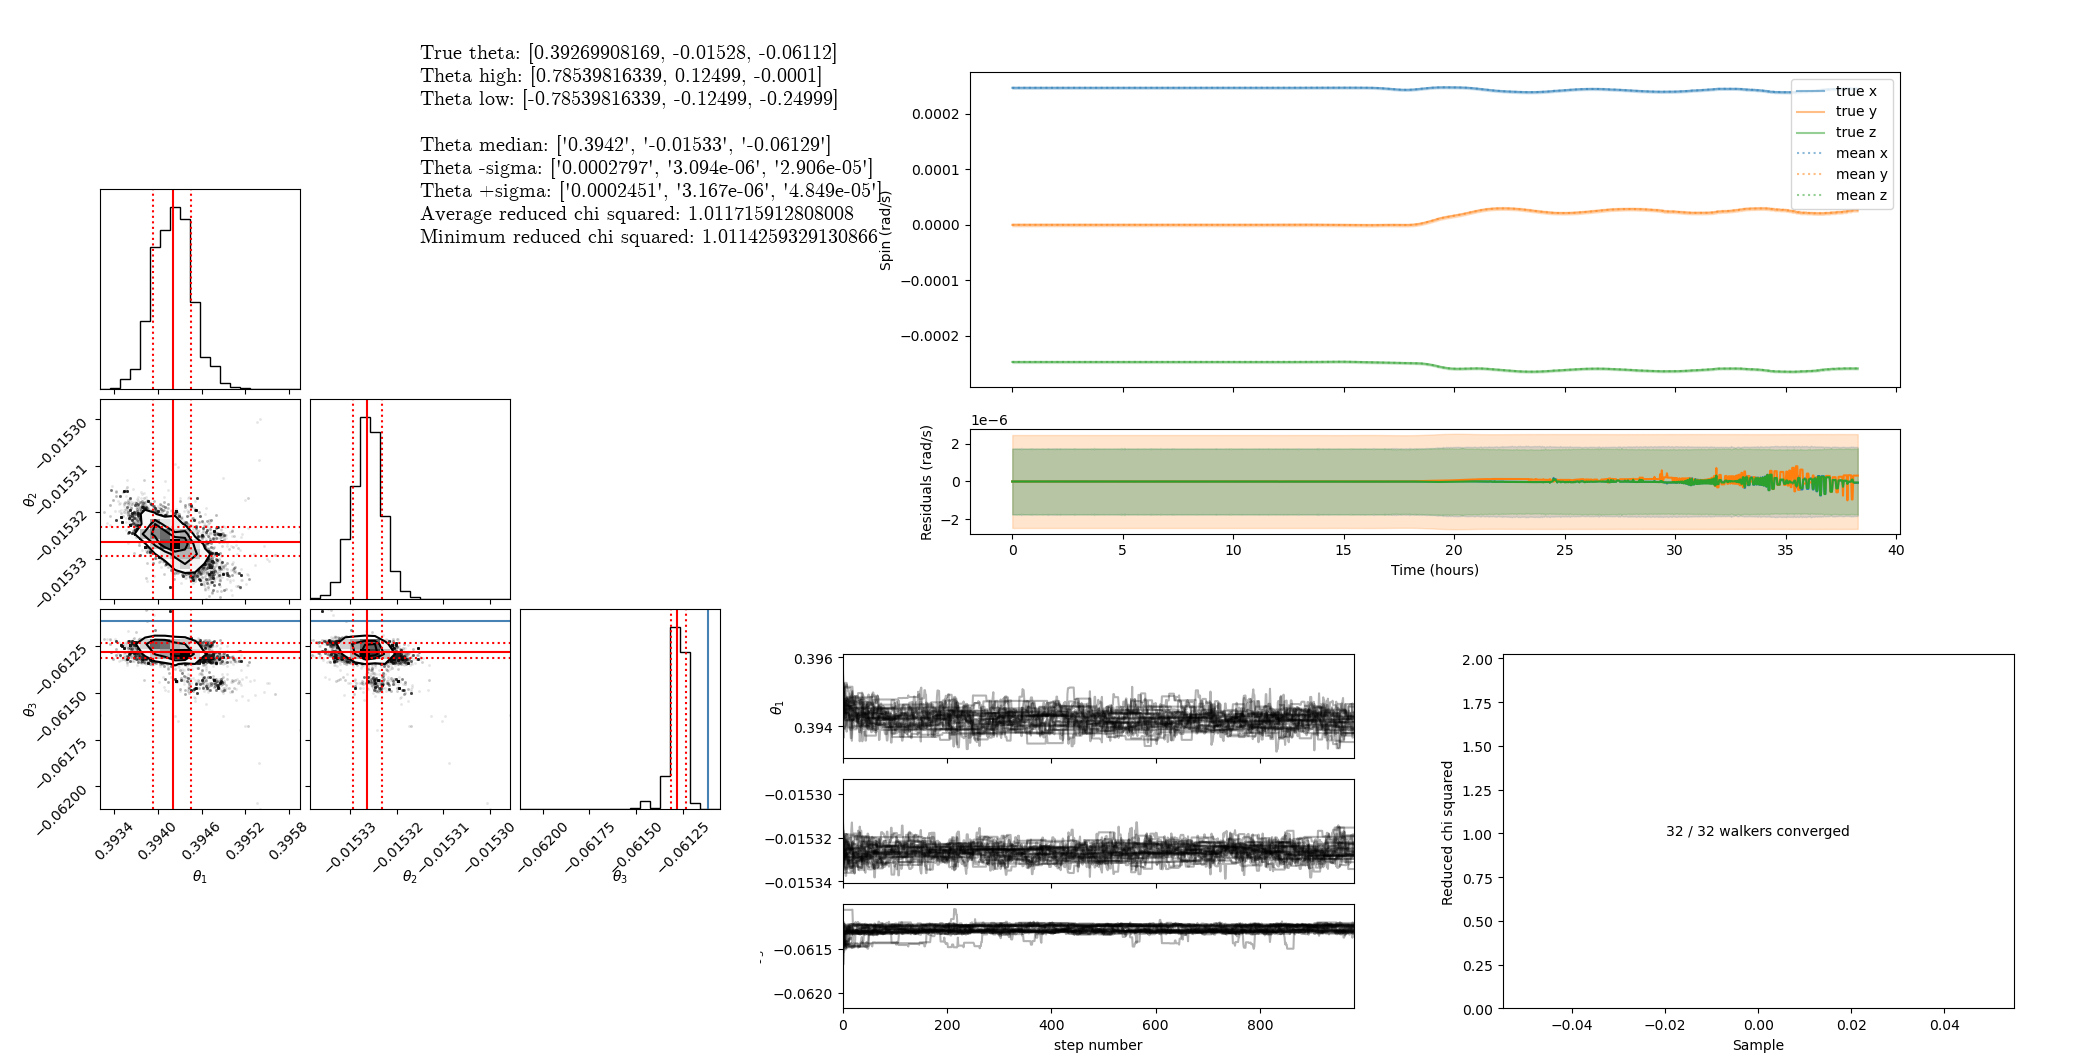 True theta: [0.39269908169, -0.01528, -0.06112]
Theta high: [0.78539816339, 0.12499, -0.0001]
Theta low: [-0.78539816339, -0.12499, -0.24999]
Theta median: ['0.3942', '-0.01533', '-0.06129']
Theta -sigma: ['0.0002797', '3.094e-06', '2.906e-05']
Theta +sigma: ['0.0002451', '3.167e-06', '4.849e-05']
Average reduced chi squared: 1.011715912808008
Minimum reduced chi squared: 1.0114259329130866
−0.01530
−0.01531
−0.01532
−0.01533
θ2
−0.06125
−0.06150
−0.06175
−0.06200
θ3
0.3934
0.3940
0.3946
0.3952
0.3958
θ1
−0.01533
−0.01532
−0.01531
−0.01530
θ2
−0.06200
−0.06175
−0.06150
−0.06125
θ3
0.0002
0.0001
0.0000
−0.0001
−0.0002
Spin (rad/s)
true x
true y
true z
mean x
mean y
mean z
1e−6
2
0
−2
Residuals (rad/s)
0 5 10 15 20 25 30 35 40
Time (hours)
0.396
0.394
θ1
−0.01530
−0.01532
−0.01534
−0.0615
−0.0620
0 200 400 600 800
step number
2.00
1.75
1.50
1.25
1.00
0.75
0.50
0.25
0.00
Reduced chi squared
32 / 32 walkers converged
−0.04 −0.02 0.00 0.02 0.04
Sample